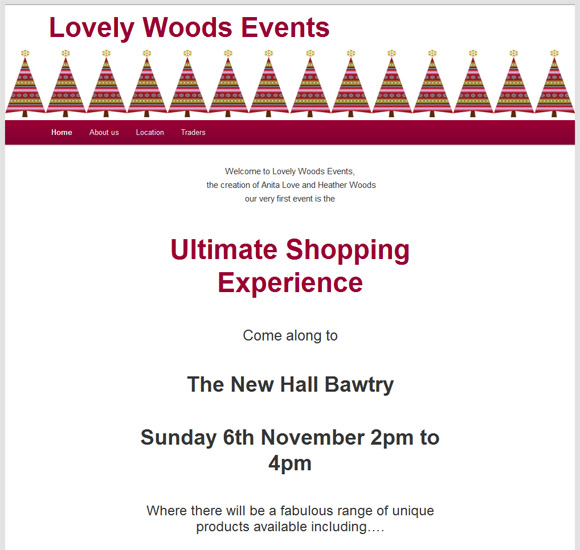 Lovely Woods Events
Home About us Location Traders
Welcome to Lovely Woods Events,
the creation of Anita Love and Heather Woods
our very first event is the
Ultimate Shopping
Experience
Come along to
The New Hall Bawtry
Sunday 6th November 2pm to
4pm
Where there will be a fabulous range of unique
products available including….